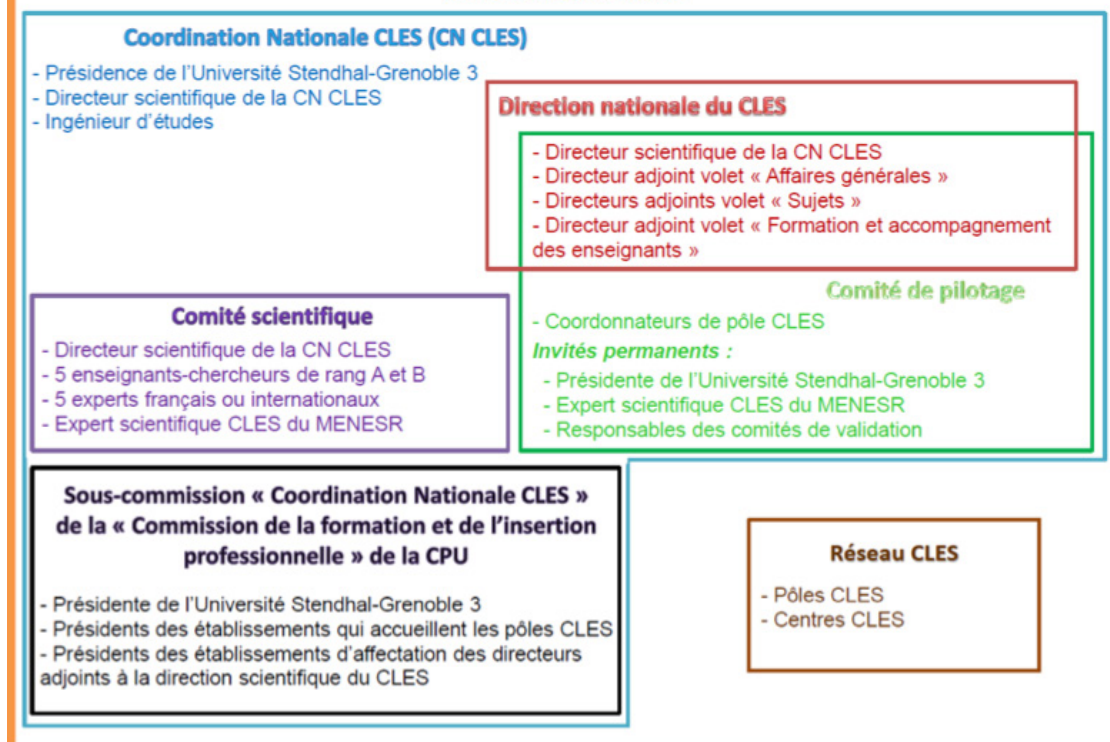 Coordination Nationale CLES (CN CLES)
- Présidence de l'Université Stendhal-Grenoble 3
- Directeur scientifique de la CN CLES
- Ingénieur d'études
Direction nationale du CLES
- Directeur scientifique de la CN CLES
- Directeur adjoint volet « Affaires générales »
- Directeurs adjoints volet « Sujets »
- Directeur adjoint volet « Formation et accompagnement
des enseignants »
Comité de pilotage
- Coordonnateurs de pôle CLES
Invités permanents :
- Présidente de l'Université Stendhal-Grenoble 3
- Expert scientifique CLES du MENESR
- Responsables des comités de validation
Comité scientifique
- Directeur scientifique de la CN CLES
- 5 enseignants-chercheurs de rang A et B
- 5 experts français ou internationaux
- Expert scientifique CLES du MENESR
Sous-commission « Coordination Nationale CLES »
de la « Commission de la formation et de l'insertion
professionnelle » de la CPU
- Présidente de l'Université Stendhal-Grenoble 3
- Présidents des établissements qui accueillent les pôles CLES
- Présidents des établissements d'affectation des directeurs
adjoints à la direction scientifique du CLES
Réseau CLES
- Pôles CLES
- Centres CLES